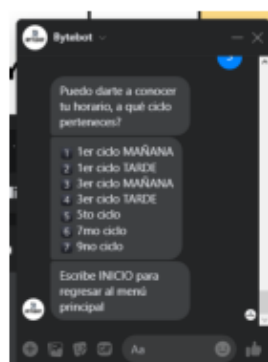 Bytebot
Puedo darte a conocer
tu horario, a qué ciclo
perteneces?
1 1er ciclo MAÑANA
2 1er ciclo TARDE
3 3er ciclo MAÑANA
4 3er ciclo TARDE
5 5to ciclo
6 7mo ciclo
7 9no ciclo
Escribe INICIO para
regresar al menú
principal
Aa